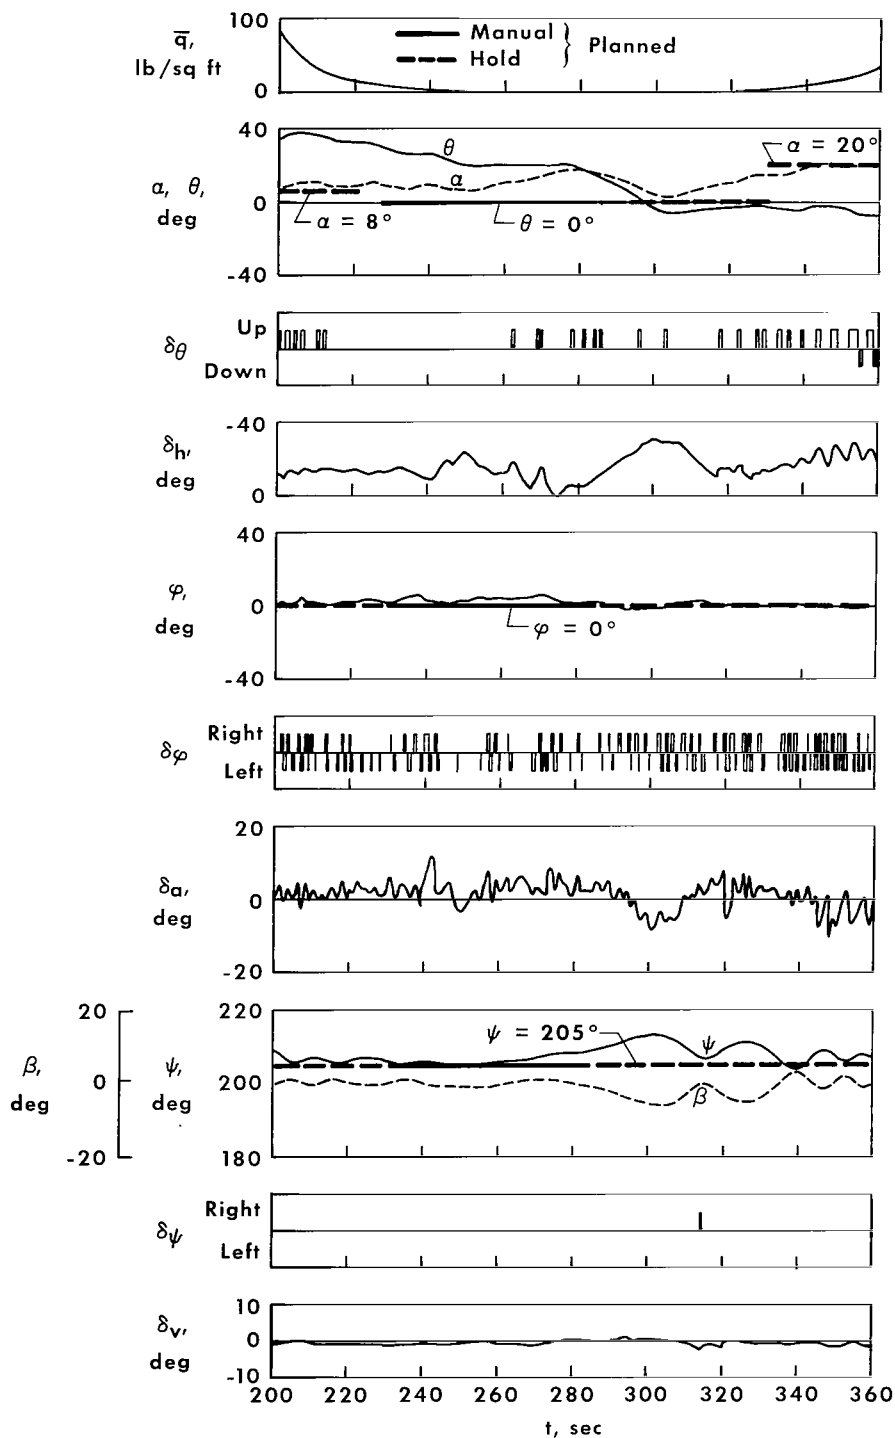 q̄, lb/sq ft
100
0
Manual
Hold
Planned
α, θ, deg
40
0
-40
θ
α
α = 20°
α = 8°
θ = 0°
δθ
Up
Down
δh, deg
-40
0
φ, deg
40
0
-40
φ = 0°
δφ
Right
Left
δa, deg
20
0
-20
β, deg
20
0
-20
ψ, deg
220
200
180
ψ = 205°
ψ
β
δψ
Right
Left
δv, deg
10
0
-10
200 220 240 260 280 300 320 340 360
t, sec